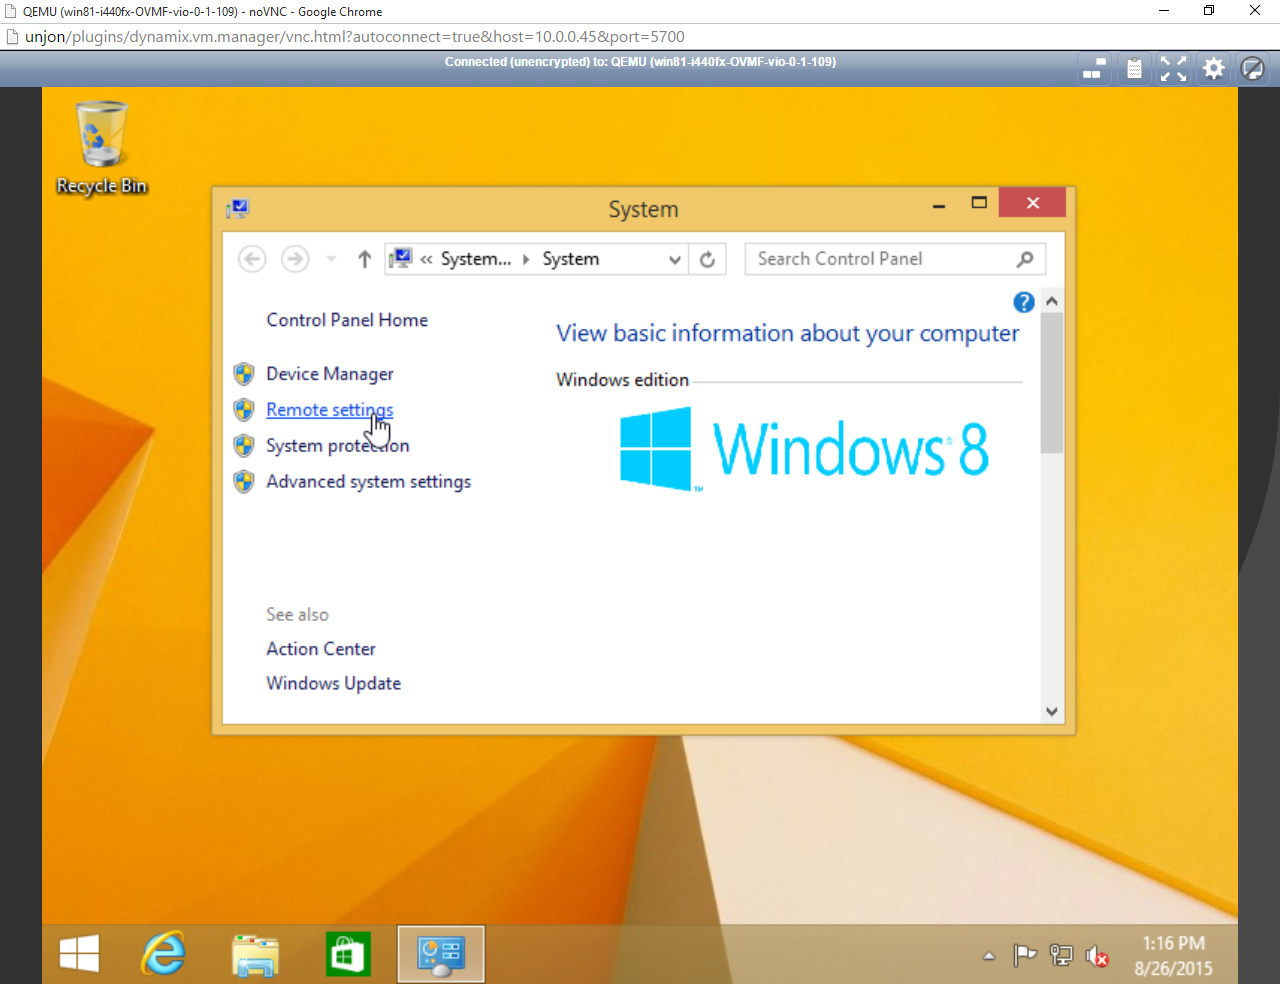 QEMU (win81-i440fx-OVMF-vio-0-1-109) - noVNC - Google Chrome
unjon/plugins/dynamix.vm.manager/vnc.html?autoconnect=true&host=10.0.0.45&port=5700
Connected (unencrypted) to: QEMU (win81-i440fx-OVMF-vio-0-1-109)
Recycle Bin
System
« System... System
Search Control Panel
Control Panel Home
Device Manager
Remote settings
System protection
Advanced system settings
See also
Action Center
Windows Update
?
View basic information about your computer
Windows edition
Windows 8
™
1:16 PM
8/26/2015